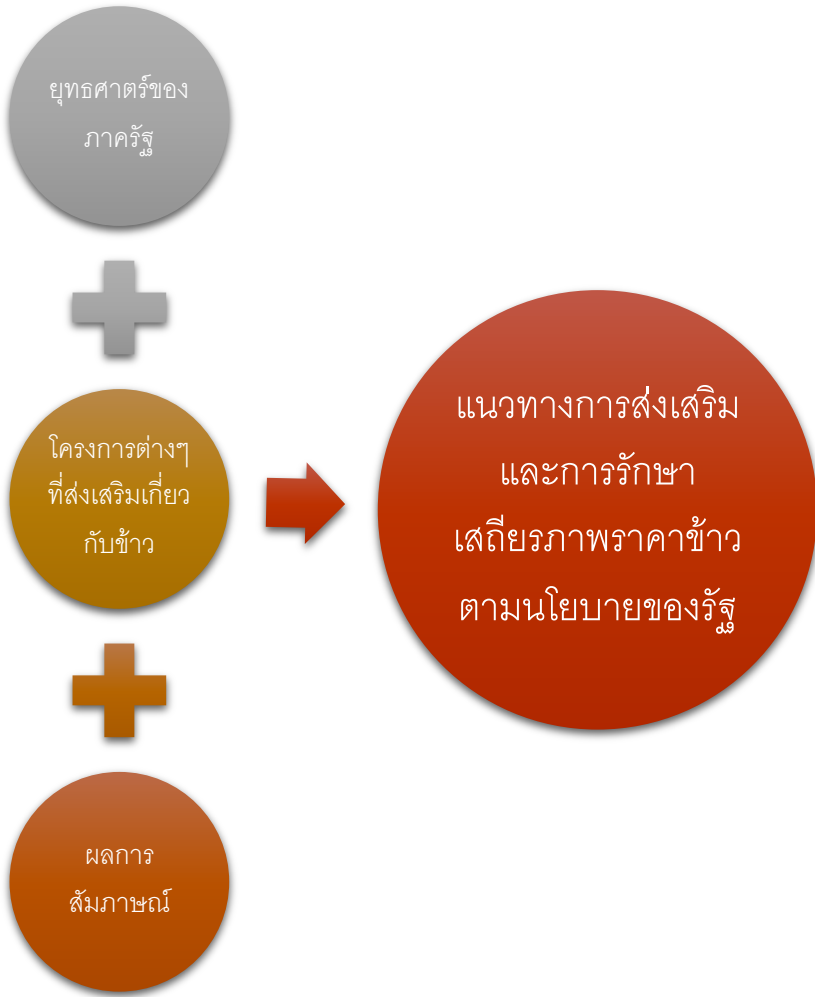 ยุทธศาตร์ของ
ภาครัฐ
โครงการต่างๆ
ที่ส่งเสริมเกี่ยว
กับข้าว
ผลการ
สัมภาษณ์
แนวทางการส่งเสริม
และการรักษา
เสถียรภาพราคาข้าว
ตามนโยบายของรัฐ